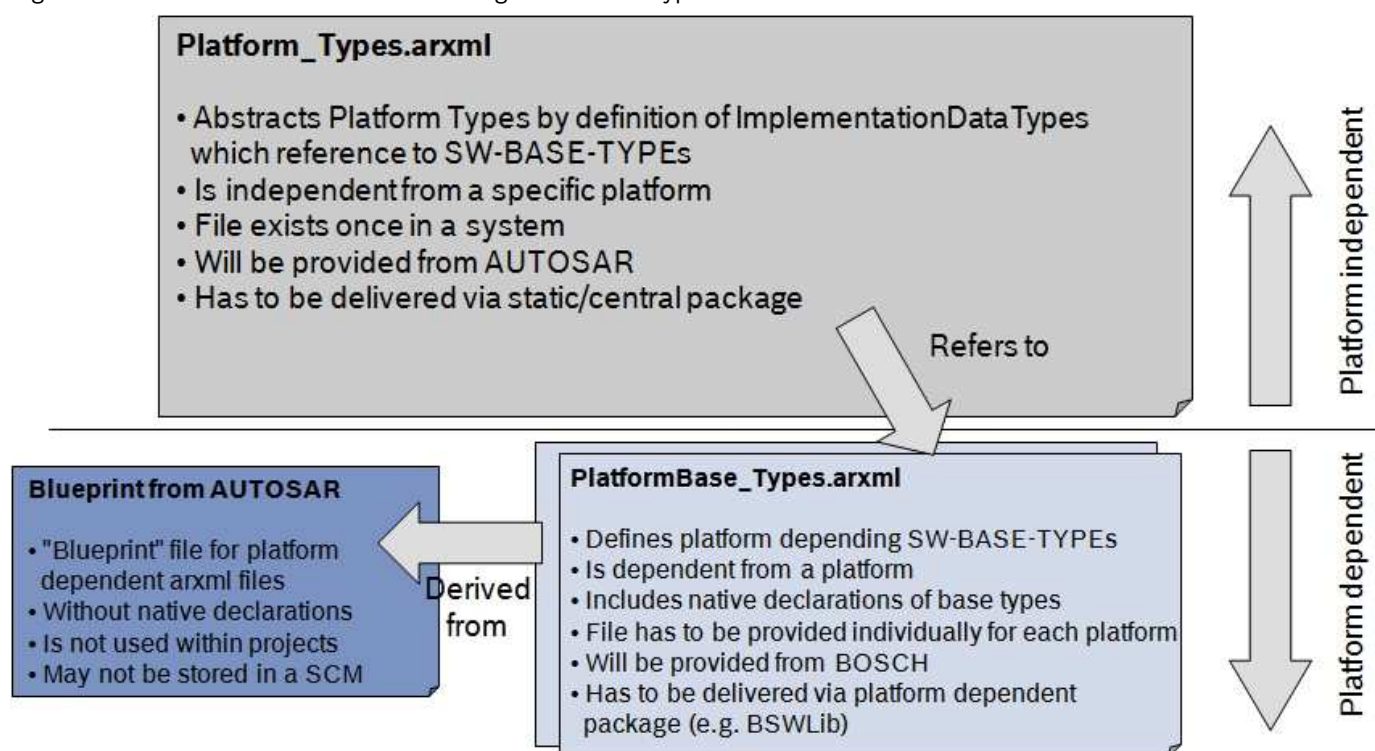 Platform_Types.arxml
• Abstracts Platform Types by definition of ImplementationDataTypes
which reference to SW-BASE-TYPEs
• Is independent from a specific platform
• File exists once in a system
• Will be provided from AUTOSAR
• Has to be delivered via static/central package
Refers to
Platform independent
Blueprint from AUTOSAR
• "Blueprint" file for platform
dependent arxml files
• Without native declarations
• Is not used within projects
• May not be stored in a SCM
Derived
from
PlatformBase_Types.arxml
• Defines platform depending SW-BASE-TYPEs
• Is dependent from a platform
• Includes native declarations of base types
• File has to be provided individually for each platform
• Will be provided from BOSCH
• Has to be delivered via platform dependent
package (e.g. BSWLib)
Platform dependent